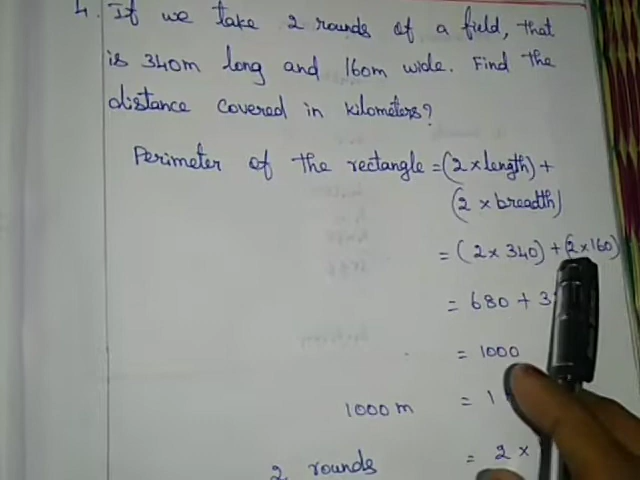 4. If we take 2 rounds of a field, that
is 340m long and 160m wide. Find the
distance covered in kilometers?
Perimeter of the rectangle = (2 × length) +
(2 × breadth)
= (2 × 340) + (2 × 160)
= 680 + 3
= 1000
1000 m = 1
2 rounds = 2 ×